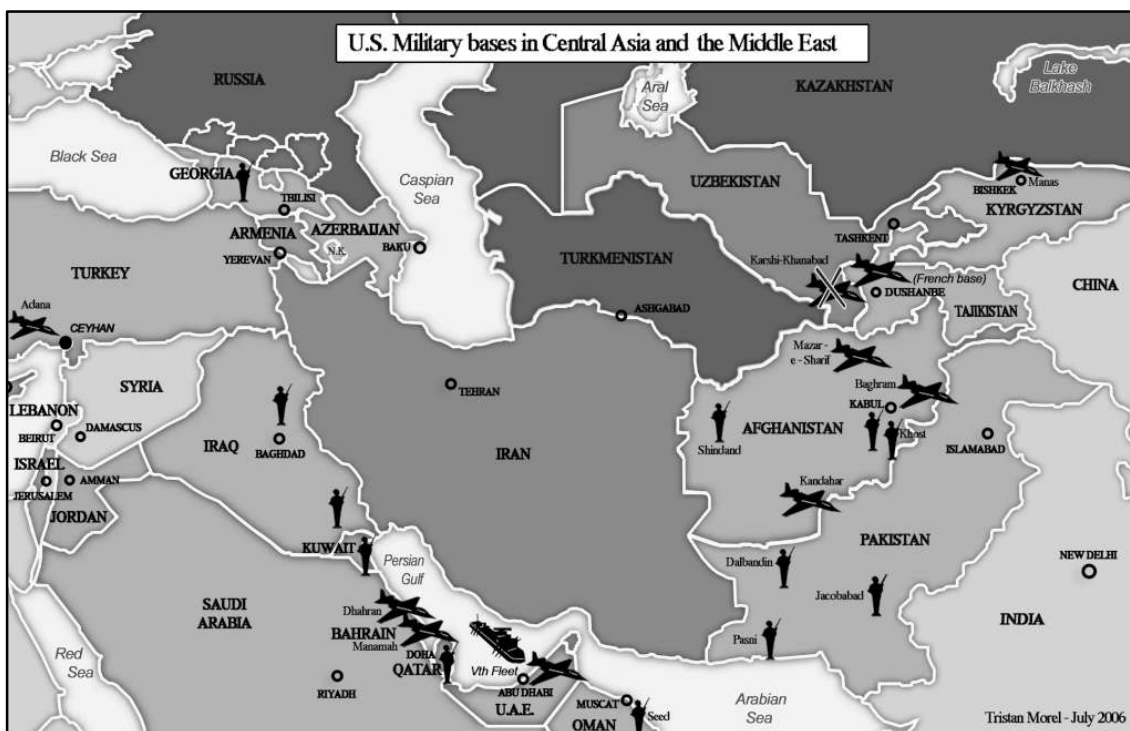 U.S. Military bases in Central Asia and the Middle East
RUSSIA
KAZAKHSTAN
Lake
Balkhash
Aral
Sea
Black Sea
Caspian
Sea
GEORGIA
TBILISI
UZBEKISTAN
BISHKEK
Manas
KYRGYZSTAN
ARMENIA
AZERBAIJAN
N.K.
BAKU
YEREVAN
TASHKENT
TURKEY
TURKMENISTAN
Karshi-Khanabad
(French base)
DUSHANBE
CHINA
Adana
CEYHAN
ASHGABAD
TAJIKISTAN
Mazar -
e - Sharif
SYRIA
TEHRAN
Baghram
KABUL
LEBANON
BEIRUT
DAMASCUS
IRAQ
BAGHDAD
IRAN
Shindand
AFGHANISTAN
Khost
ISLAMABAD
ISRAEL
JERUSALEM
AMMAN
JORDAN
Kandahar
KUWAIT
Persian
Gulf
PAKISTAN
Dalbandin
Jacobabad
NEW DELHI
SAUDI
ARABIA
Dhahran
BAHRAIN
Manamah
DOHA
QATAR
Vth Fleet
Pasni
INDIA
Red
Sea
RIYADH
ABU DHABI
U.A.E.
MUSCAT
OMAN
Seed
Arabian
Sea
Tristan Morel - July 2006